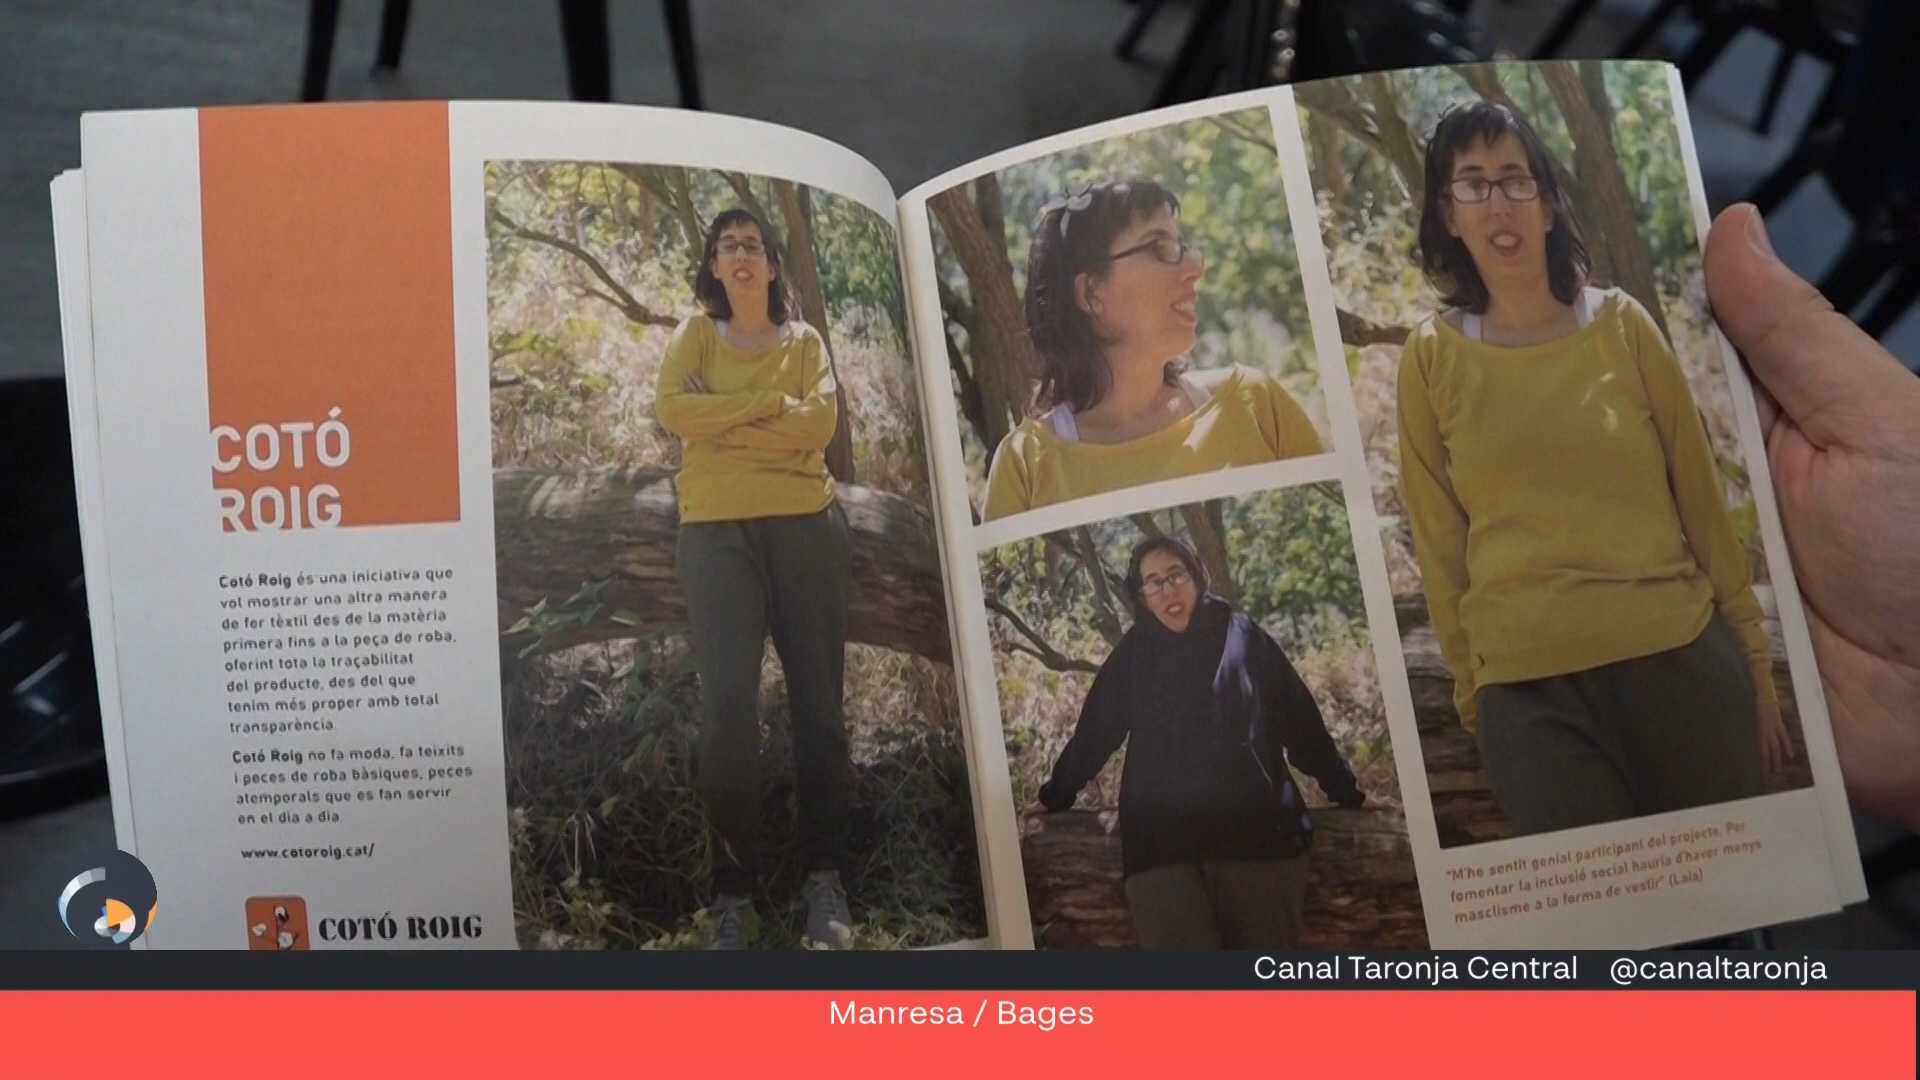 COTÓ
ROIG
Cotó Roig és una iniciativa que
vol mostrar una altra manera
de fer tèxtil des de la matèria
primera fins a la peça de roba,
oferint tota la traçabilitat
del producte, des del que
tenim més proper amb total
transparència.
Cotó Roig no fa moda, fa teixits
i peces de roba bàsiques, peces
atemporals que es fan servir
en el dia a dia
www.cotoroig.cat/
COTÓ ROIG
"M'he sentit genial participant del projecte. Per
fomentar la inclusió social hauria d'haver menys
masclisme a la forma de vestir" (Laia)
Canal Taronja Central @canaltaronja
Manresa / Bages